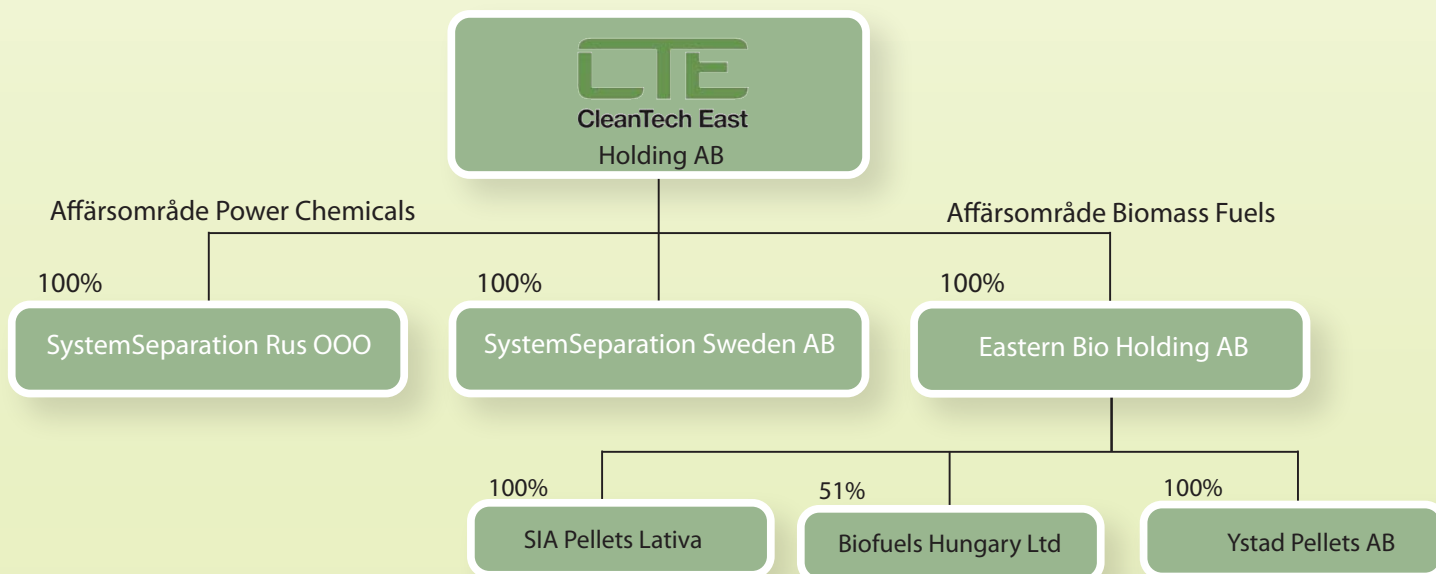 CTE
CleanTech East
Holding AB
Affärsområde Power Chemicals
Affärsområde Biomass Fuels
100%
100%
100%
SystemSeparation Rus OOO
SystemSeparation Sweden AB
Eastern Bio Holding AB
100%
51%
100%
SIA Pellets Lativa
Biofuels Hungary Ltd
Ystad Pellets AB